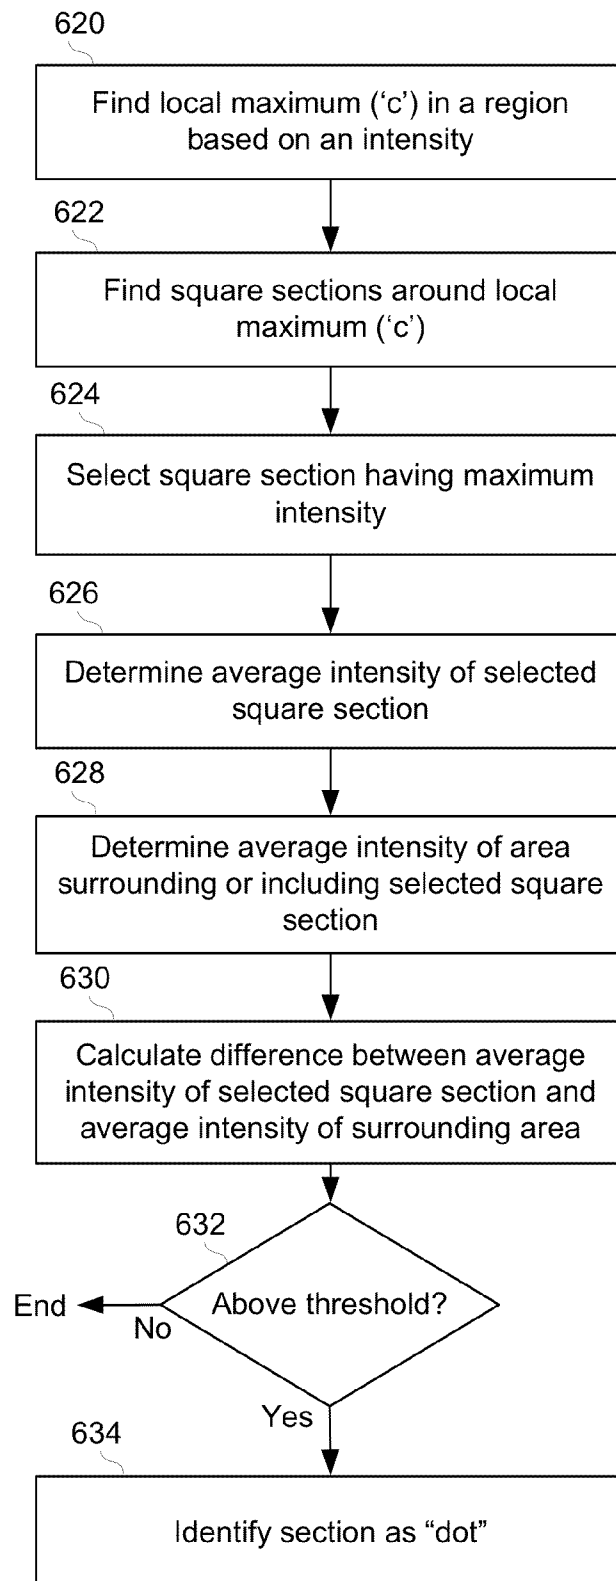 620
Find local maximum (‘c’) in a region
based on an intensity
622
Find square sections around local
maximum (‘c’)
624
Select square section having maximum
intensity
626
Determine average intensity of selected
square section
628
Determine average intensity of area
surrounding or including selected square
section
630
Calculate difference between average
intensity of selected square section and
average intensity of surrounding area
632
Above threshold?
End
No
Yes
634
Identify section as “dot”